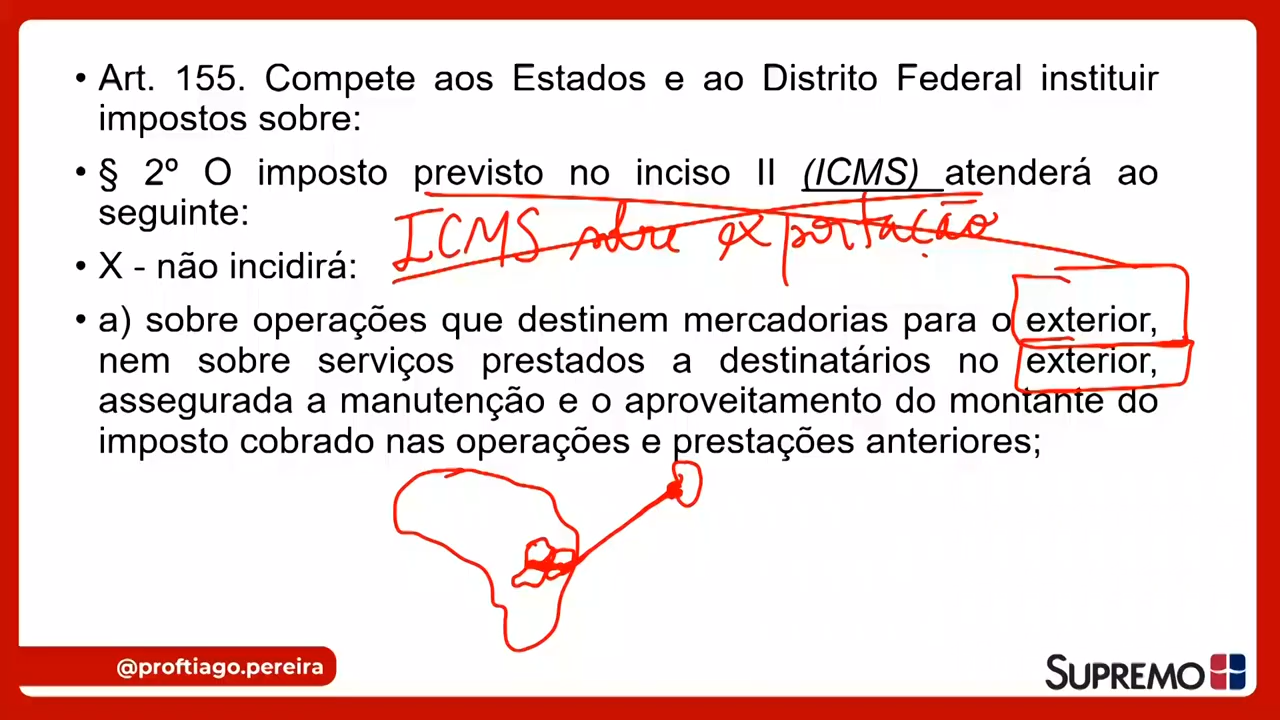 • Art. 155. Compete aos Estados e ao Distrito Federal instituir
impostos sobre:
• § 2º O imposto previsto no inciso II (ICMS) atenderá ao
seguinte:
ICMS sobre exportação
• X - não incidirá:
• a) sobre operações que destinem mercadorias para o exterior,
nem sobre serviços prestados a destinatários no exterior,
assegurada a manutenção e o aproveitamento do montante do
imposto cobrado nas operações e prestações anteriores;
@proftiago.pereira
SUPREMO